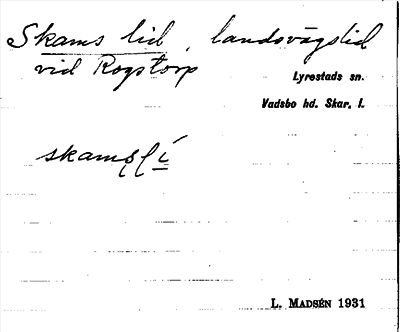 Skams lid, landsvägslid
vid Rogstorp
Lyrestads sn.
Vadsbo hd. Skar. l.
L. MADSÉN 1931